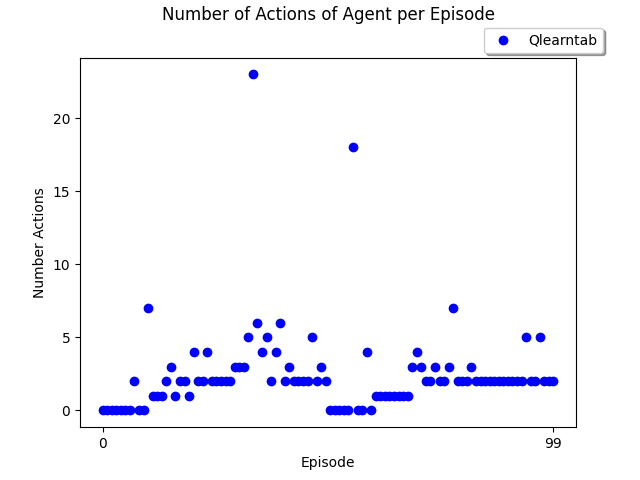 Number of Actions of Agent per Episode
Qlearntab
20
15
10
5
0
Number Actions
0 99
Episode